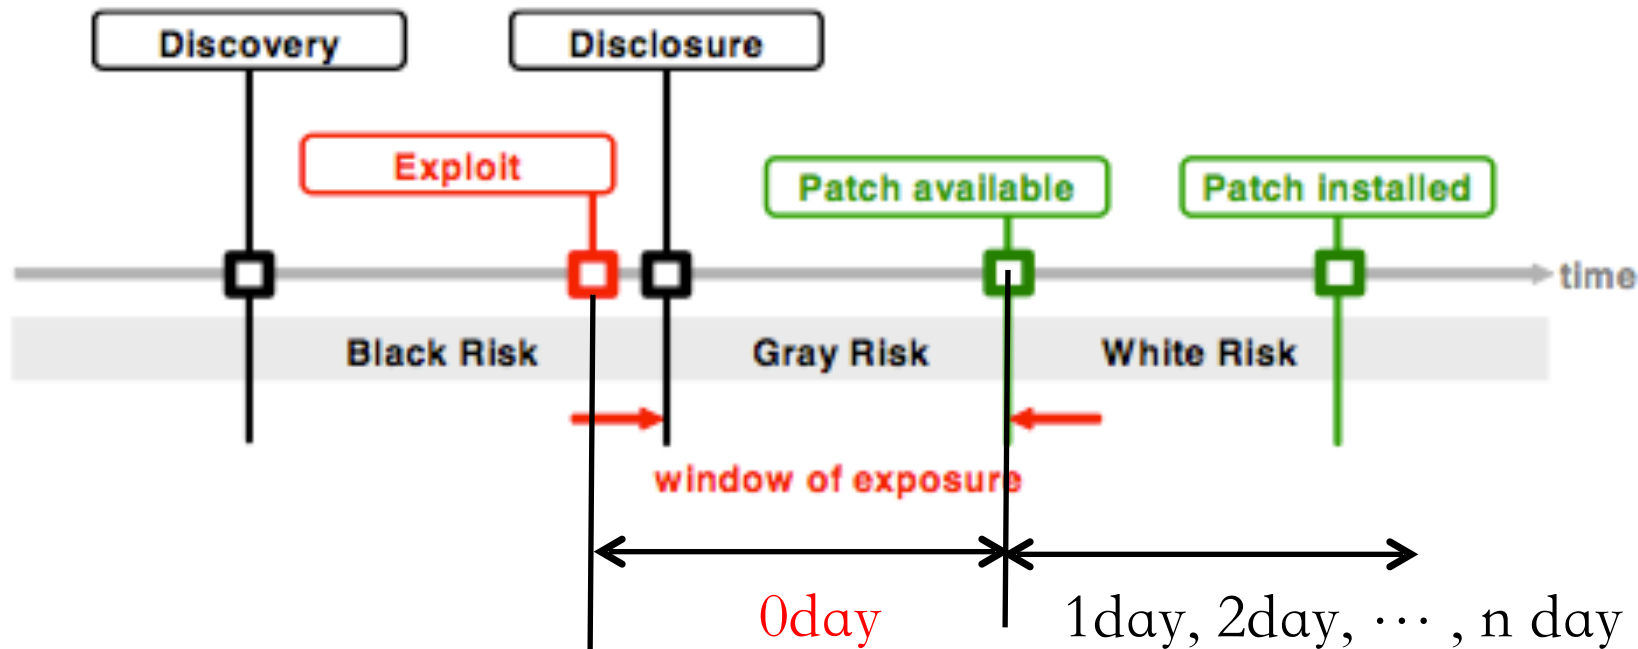 Discovery
Disclosure
Exploit
Patch available
Patch installed
time
Black Risk
Gray Risk
White Risk
window of exposure
0day
1day, 2day, ⋯ , n day